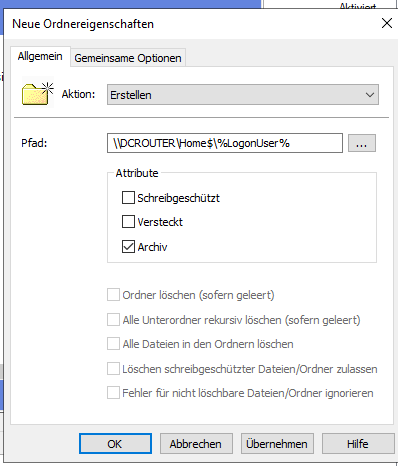 Aktiviert
Neue Ordnereigenschaften
Allgemein
Gemeinsame Optionen
Aktion:
Erstellen
Pfad:
\\DCROUTER\Home$\%LogonUser%
...
Attribute
Schreibgeschützt
Versteckt
Archiv
Ordner löschen (sofern geleert)
Alle Unterordner rekursiv löschen (sofern geleert)
Alle Dateien in den Ordnern löschen
Löschen schreibgeschützter Dateien/Ordner zulassen
Fehler für nicht löschbare Dateien/Ordner ignorieren
OK
Abbrechen
Übernehmen
Hilfe